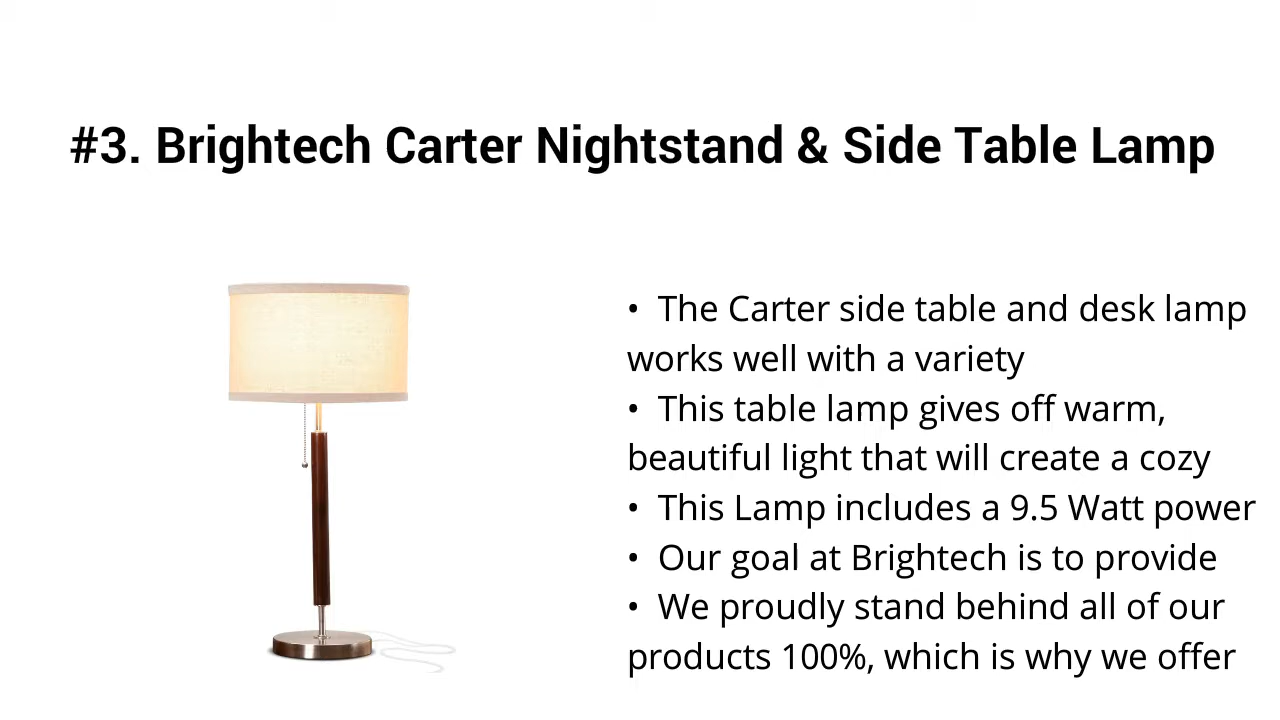 #3. Brightech Carter Nightstand & Side Table Lamp
• The Carter side table and desk lamp
works well with a variety
• This table lamp gives off warm,
beautiful light that will create a cozy
• This Lamp includes a 9.5 Watt power
• Our goal at Brightech is to provide
• We proudly stand behind all of our
products 100%, which is why we offer